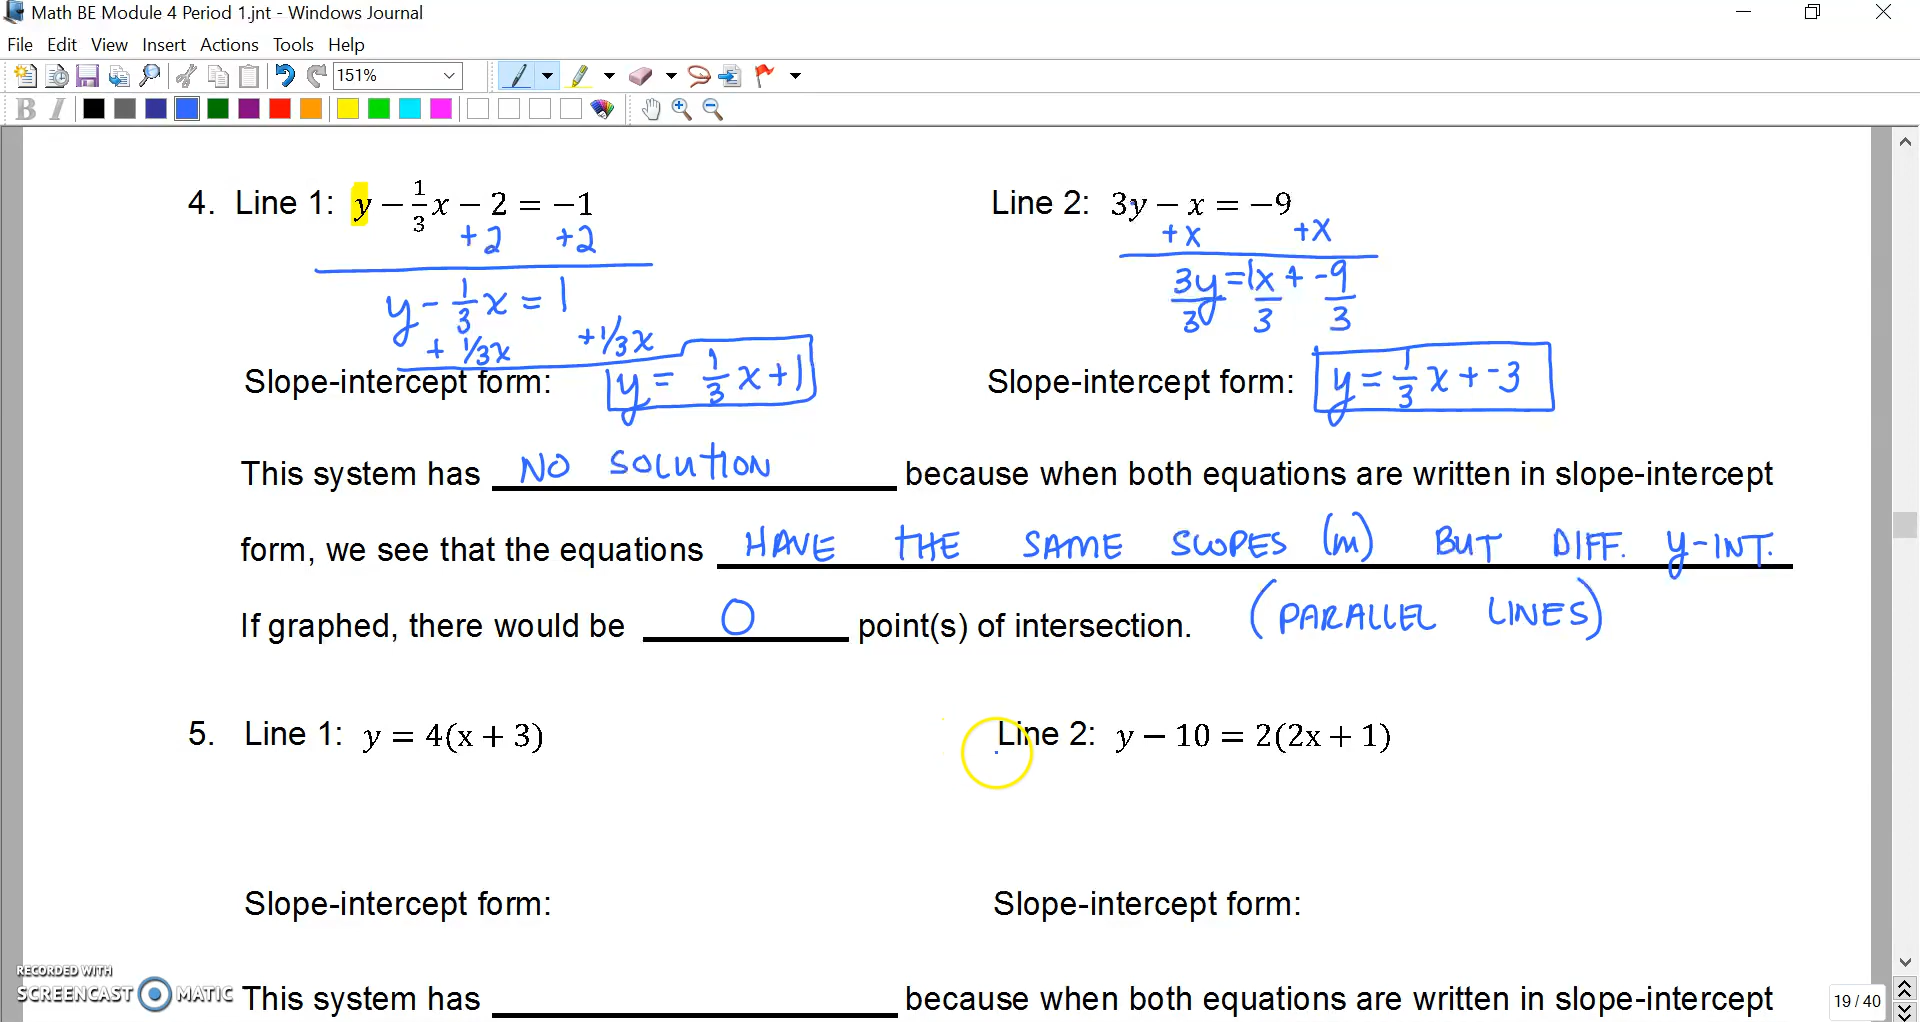 Math BE Module 4 Period 1.jnt - Windows Journal
File Edit View Insert Actions Tools Help
151%
B I
4. Line 1: y − 1/3 x − 2 = −1
Line 2: 3y − x = −9
+2 +2
+x +x
y − 1/3 x = 1
3y = 1x + -9
3 3 3
+ 1/3x +1/3x
Slope-intercept form: y = 1/3 x + 1
Slope-intercept form: y = 1/3 x + -3
This system has NO SOLUTION because when both equations are written in slope-intercept
form, we see that the equations HAVE THE SAME SLOPES (m) BUT DIFF. y-INT.
If graphed, there would be 0 point(s) of intersection. (PARALLEL LINES)
5. Line 1: y = 4(x + 3)
Line 2: y − 10 = 2(2x + 1)
Slope-intercept form:
Slope-intercept form:
This system has ____ because when both equations are written in slope-intercept
RECORDED WITH
SCREENCAST MATIC
19 / 40